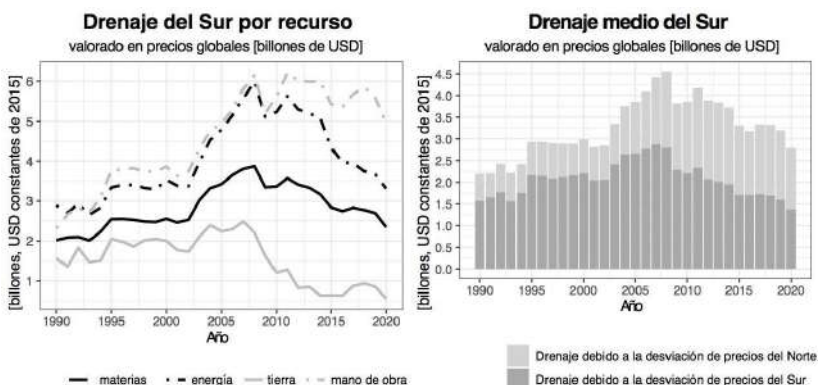 Drenaje del Sur por recurso
valorado en precios globales [billones de USD]
[billones, USD constantes de 2015]
6
5
4
3
2
1
1990 1995 2000 2005 2010 2015 2020
Año
materias energía tierra mano de obra
Drenaje medio del Sur
valorado en precios globales [billones de USD]
[billones, USD constantes de 2015]
4.5
4.0
3.5
3.0
2.5
2.0
1.5
1.0
0.5
0.0
1990 1995 2000 2005 2010 2015 2020
Año
Drenaje debido a la desviación de precios del Norte
Drenaje debido a la desviación de precios del Sur